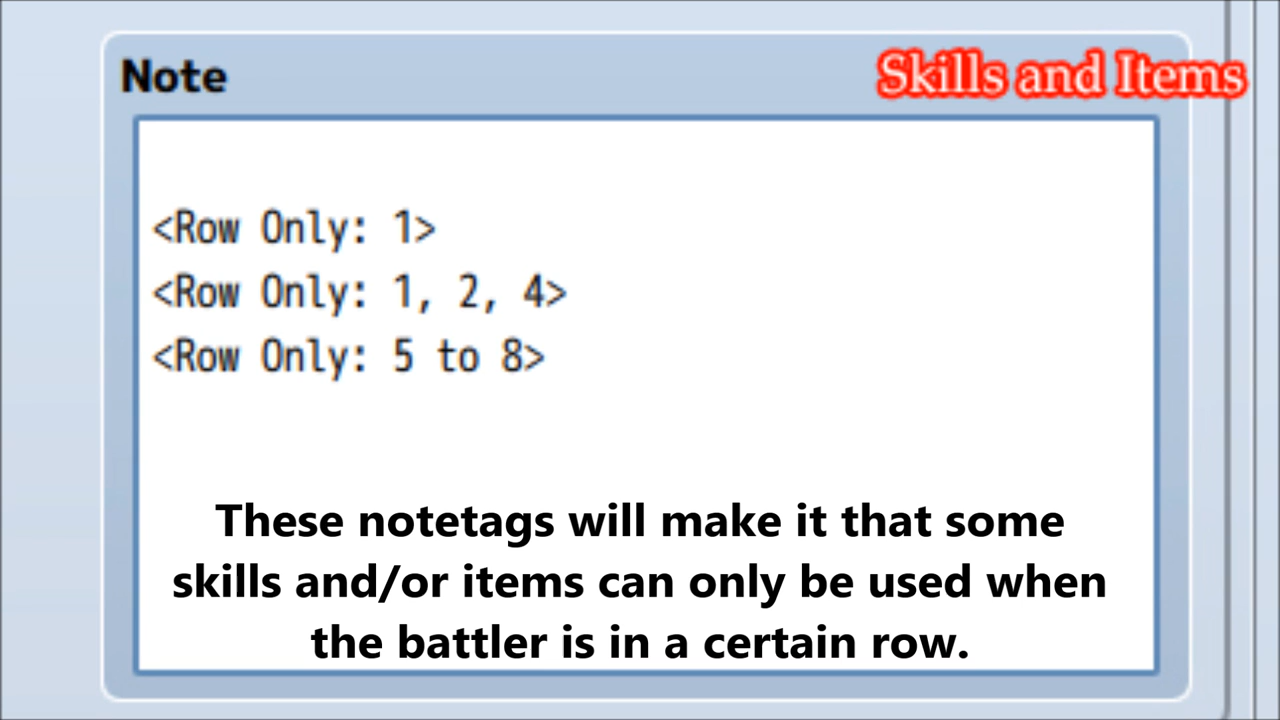 Note
Skills and Items
<Row Only: 1>
<Row Only: 1, 2, 4>
<Row Only: 5 to 8>
These notetags will make it that some
skills and/or items can only be used when
the battler is in a certain row.